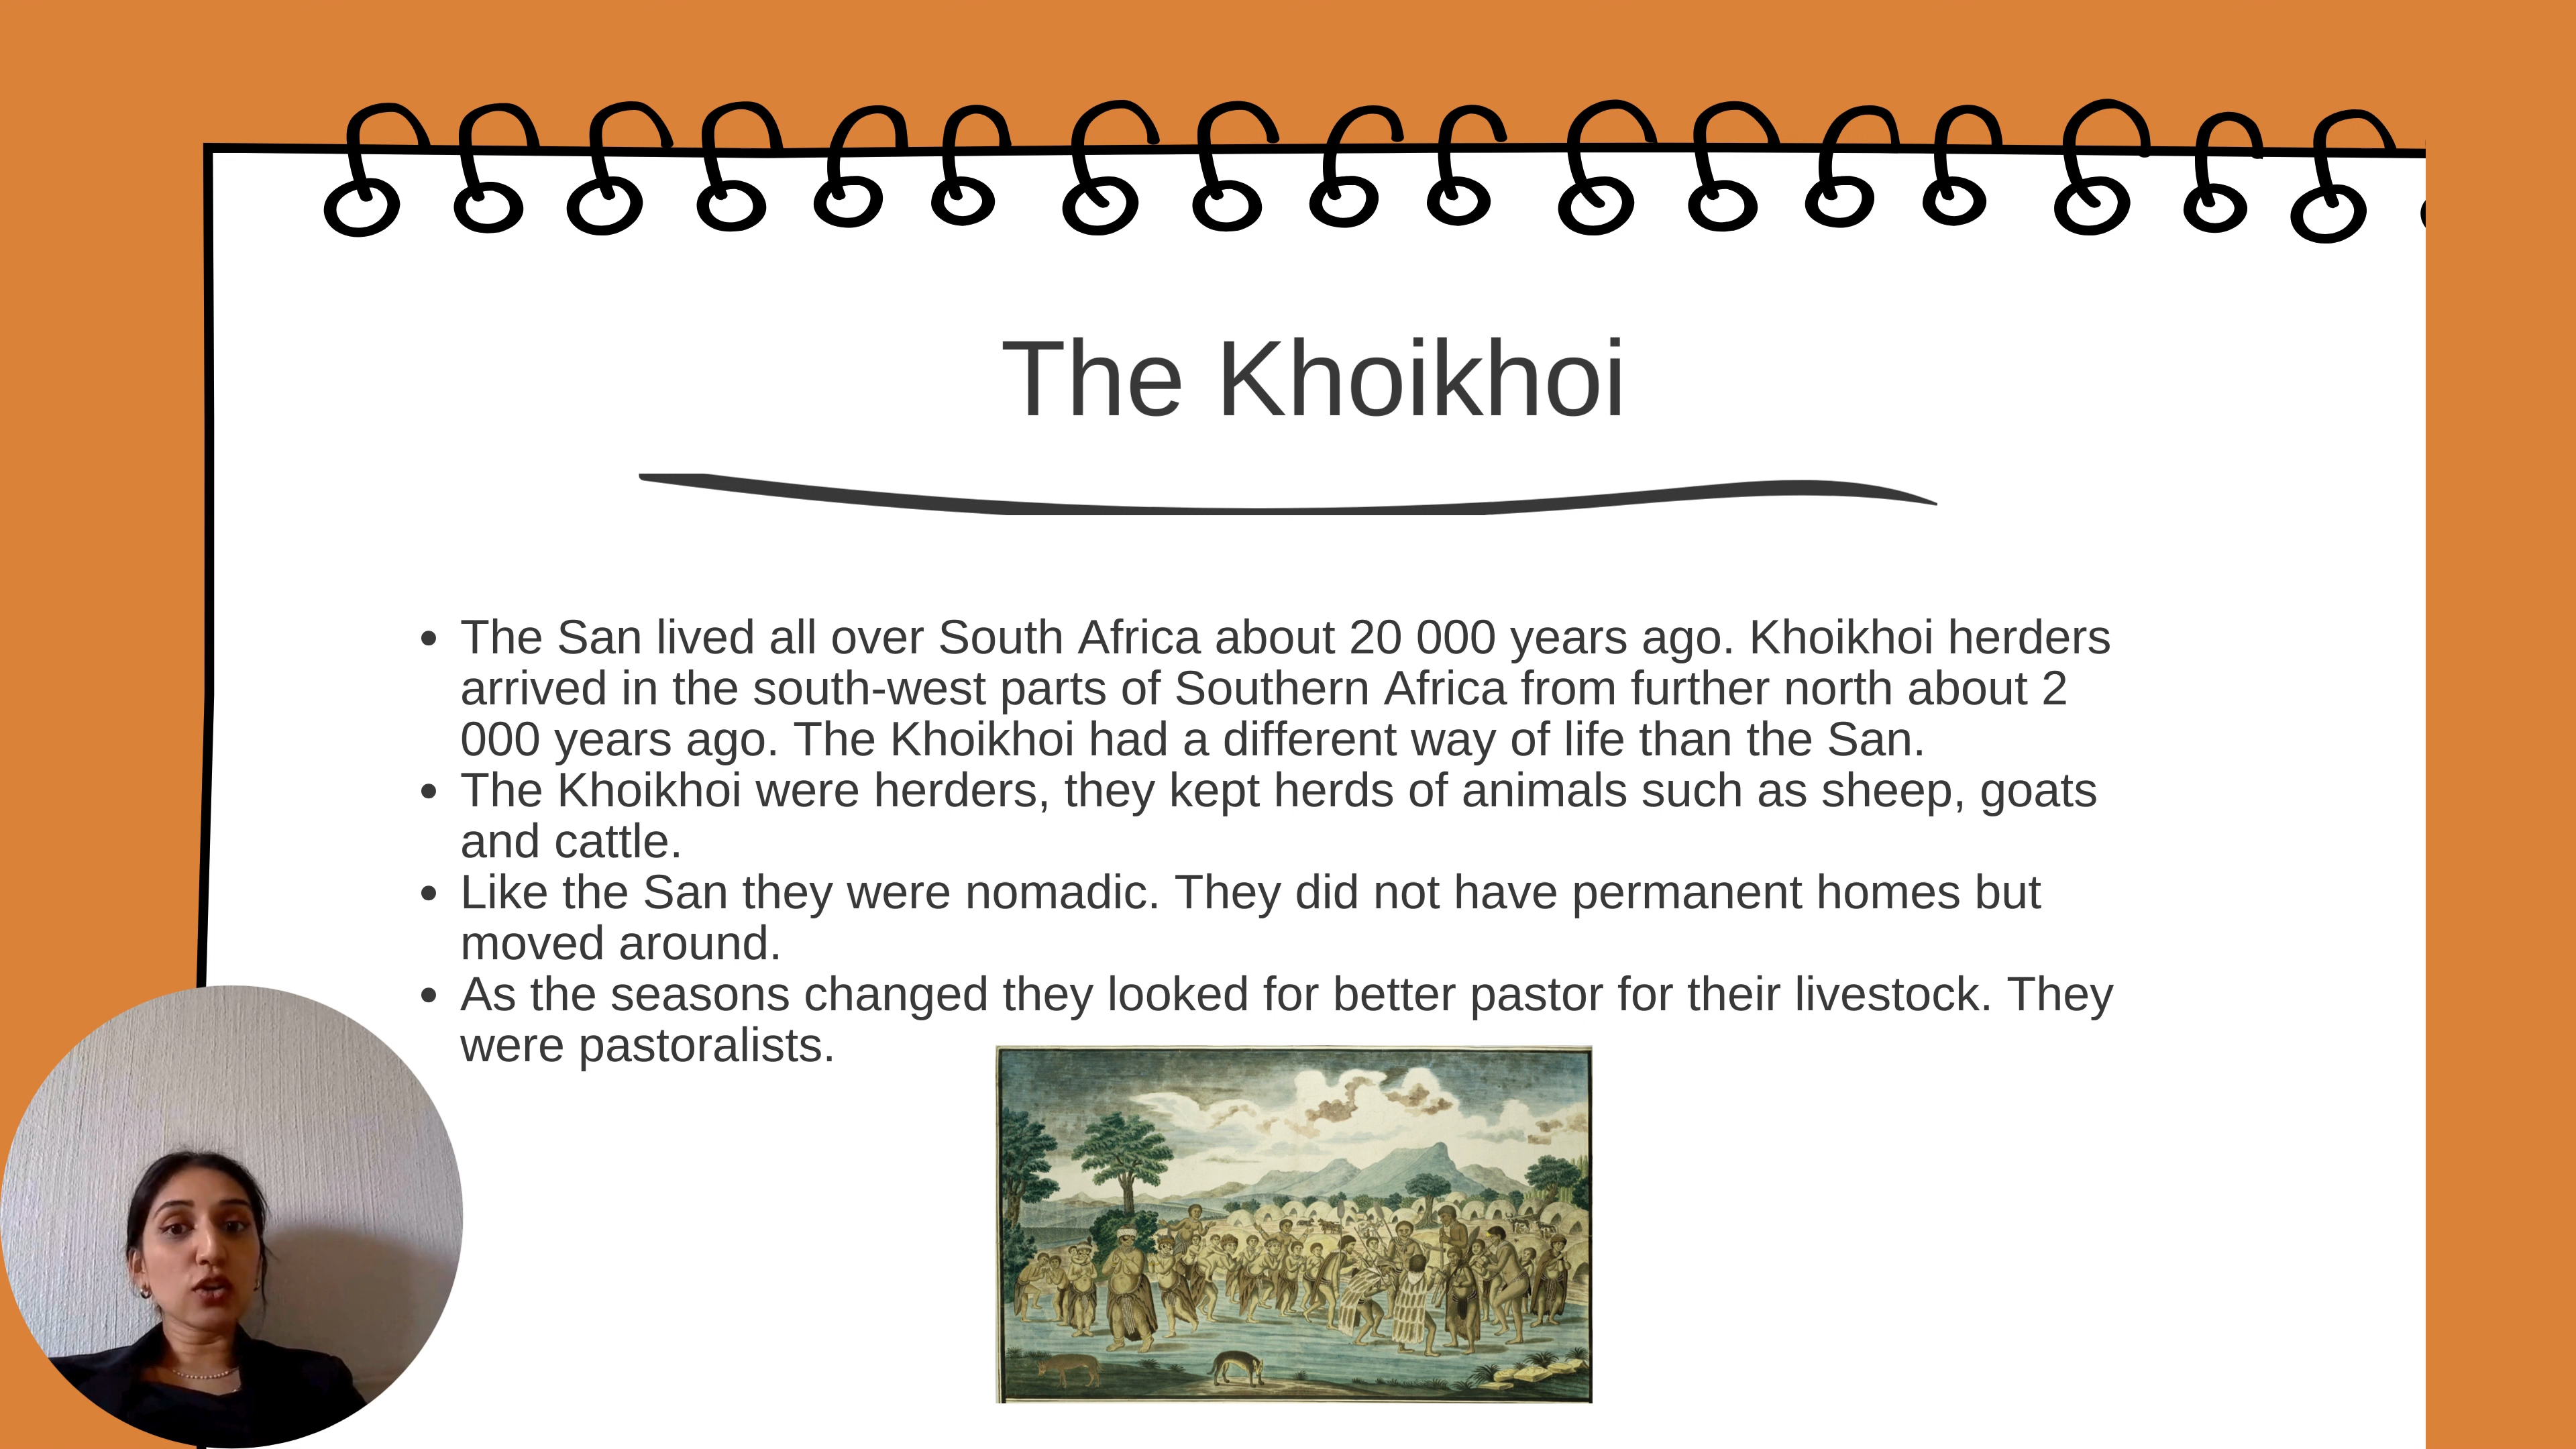 The Khoikhoi
• The San lived all over South Africa about 20 000 years ago. Khoikhoi herders
arrived in the south-west parts of Southern Africa from further north about 2
000 years ago. The Khoikhoi had a different way of life than the San.
• The Khoikhoi were herders, they kept herds of animals such as sheep, goats
and cattle.
• Like the San they were nomadic. They did not have permanent homes but
moved around.
• As the seasons changed they looked for better pastor for their livestock. They
were pastoralists.